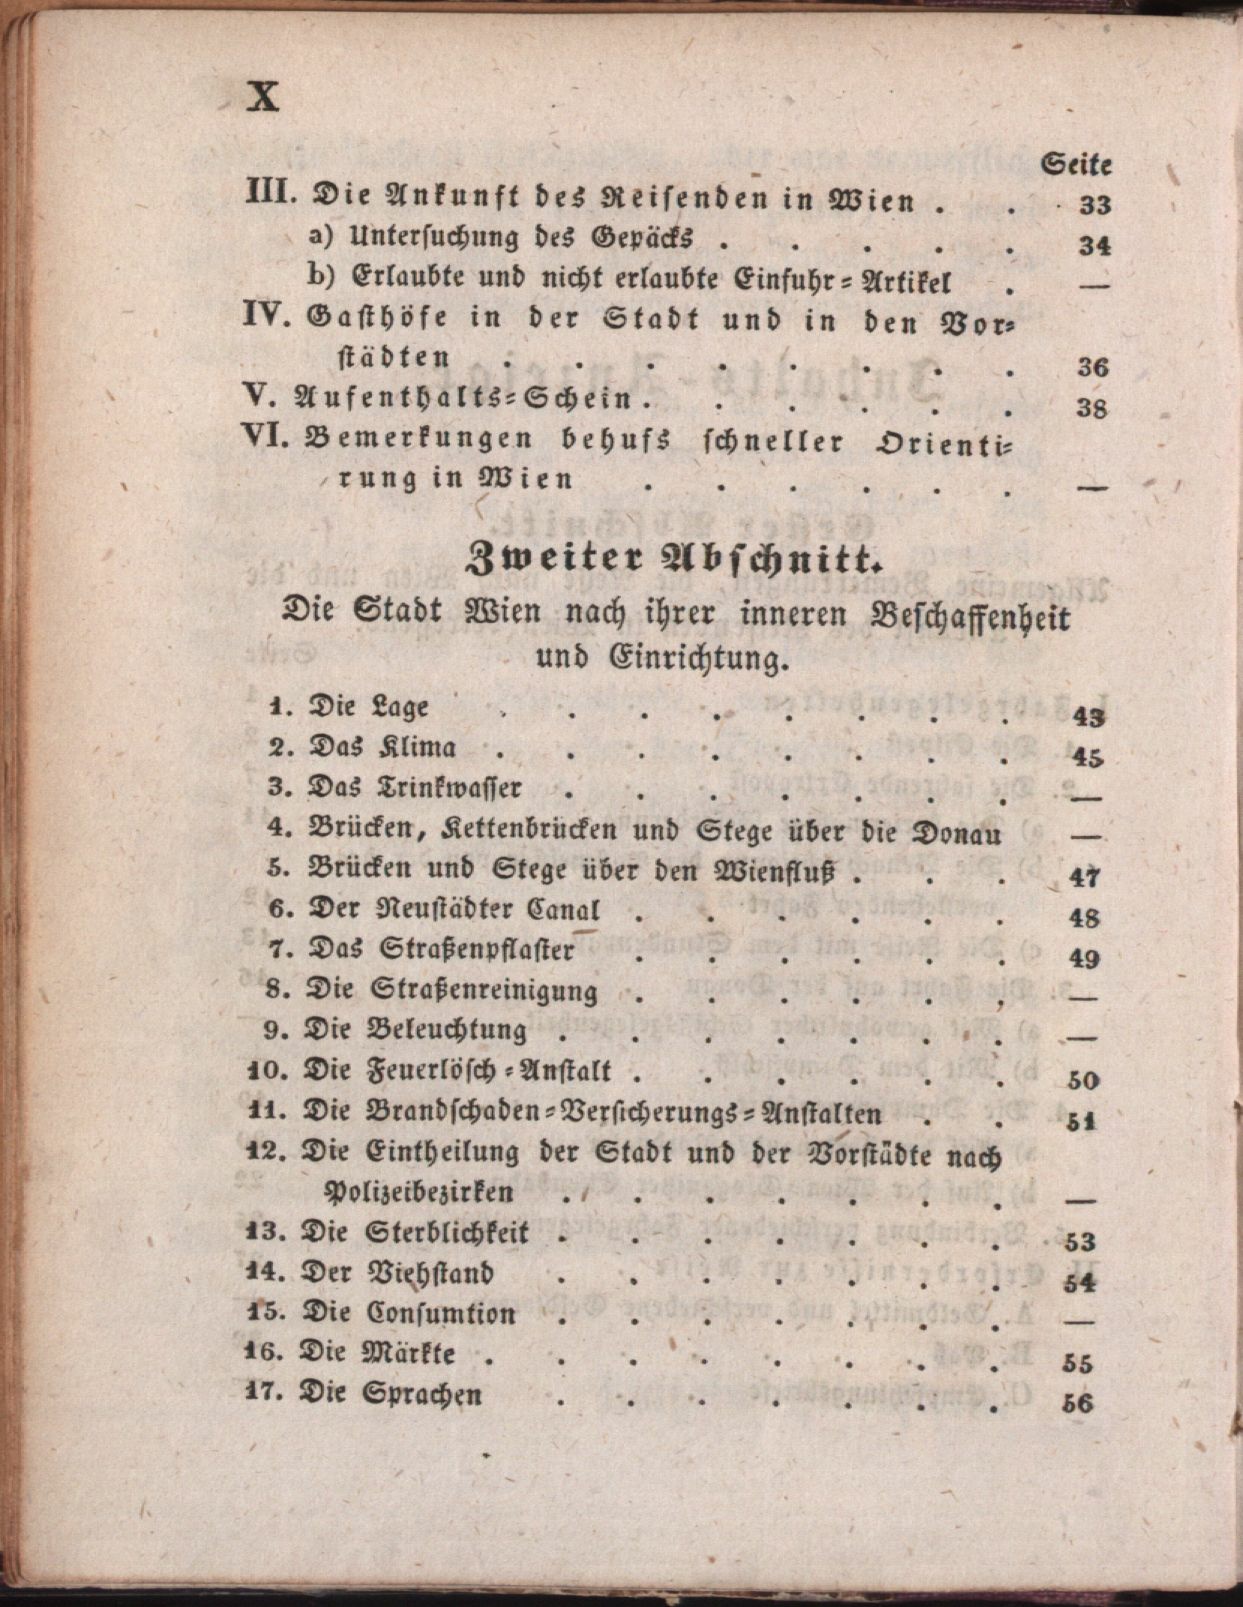 X
Seite
III. Die Ankunft des Reisenden in Wien . . . 33
a) Untersuchung des Gepäcks . . . . . 34
b) Erlaubte und nicht erlaubte Einfuhr-Artikel . —
IV. Gasthöfe in der Stadt und in den Vor-
städten . . . . . . . . 36
V. Aufenthalts-Schein . . . . . . 38
VI. Bemerkungen behufs schneller Orienti-
rung in Wien . . . . . . —
Zweiter Abschnitt.
Die Stadt Wien nach ihrer inneren Beschaffenheit
und Einrichtung.
1. Die Lage . . . . . . . . 43
2. Das Klima . . . . . . . . 45
3. Das Trinkwasser . . . . . . . —
4. Brücken, Kettenbrücken und Stege über die Donau —
5. Brücken und Stege über den Wienfluß . . . 47
6. Der Neustädter Canal . . . . . . 48
7. Das Straßenpflaster . . . . . . 49
8. Die Straßenreinigung . . . . . . —
9. Die Beleuchtung . . . . . . . —
10. Die Feuerlösch-Anstalt . . . . . . 50
11. Die Brandschaden-Versicherungs-Anstalten . . 51
12. Die Eintheilung der Stadt und der Vorstädte nach
Polizeibezirken . . . . . . . —
13. Die Sterblichkeit . . . . . . . 53
14. Der Viehstand . . . . . . . 54
15. Die Consumtion . . . . . . . —
16. Die Märkte . . . . . . . . 55
17. Die Sprachen . . . . . . . 56